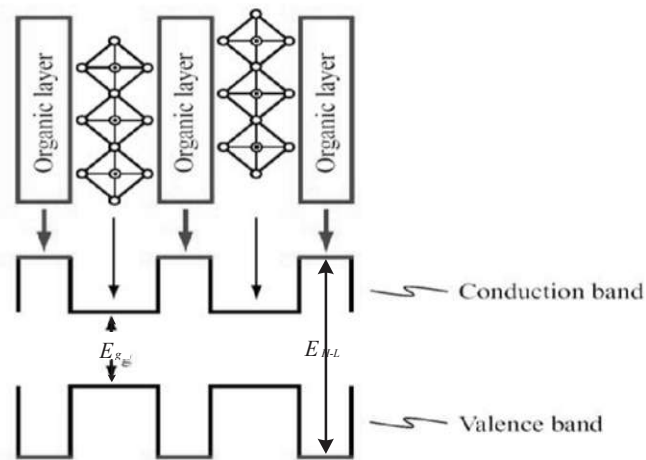 Organic layer
Organic layer
Organic layer
Conduction band
E_g
E_H-L
Valence band